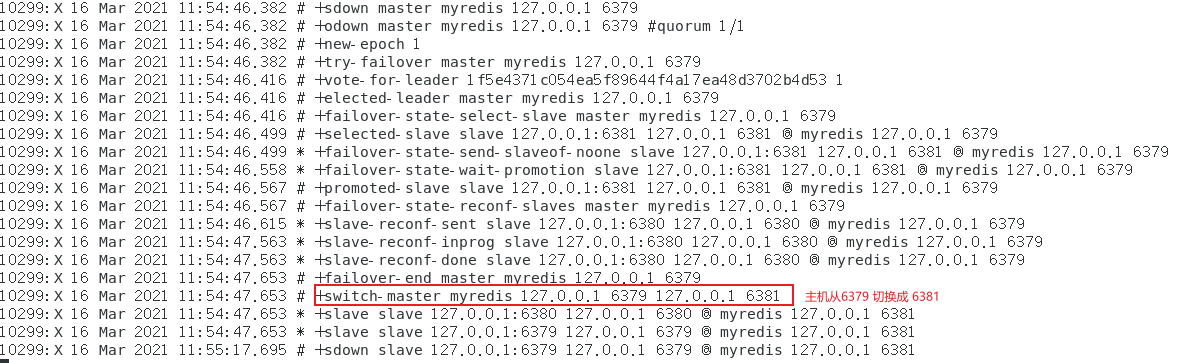 10299:X 16 Mar 2021 11:54:46.382 # +sdown master myredis 127.0.0.1 6379
10299:X 16 Mar 2021 11:54:46.382 # +odown master myredis 127.0.0.1 6379 #quorum 1/1
10299:X 16 Mar 2021 11:54:46.382 # +new-epoch 1
10299:X 16 Mar 2021 11:54:46.382 # +try-failover master myredis 127.0.0.1 6379
10299:X 16 Mar 2021 11:54:46.416 # +vote-for-leader 1f5e4371c054ea5f89644f4a17ea48d3702b4d53 1
10299:X 16 Mar 2021 11:54:46.416 # +elected-leader master myredis 127.0.0.1 6379
10299:X 16 Mar 2021 11:54:46.416 # +failover-state-select-slave master myredis 127.0.0.1 6379
10299:X 16 Mar 2021 11:54:46.499 # +selected-slave slave 127.0.0.1:6381 127.0.0.1 6381 @ myredis 127.0.0.1 6379
10299:X 16 Mar 2021 11:54:46.499 * +failover-state-send-slaveof-noone slave 127.0.0.1:6381 127.0.0.1 6381 @ myredis 127.0.0.1 6379
10299:X 16 Mar 2021 11:54:46.558 * +failover-state-wait-promotion slave 127.0.0.1:6381 127.0.0.1 6381 @ myredis 127.0.0.1 6379
10299:X 16 Mar 2021 11:54:46.567 # +promoted-slave slave 127.0.0.1:6381 127.0.0.1 6381 @ myredis 127.0.0.1 6379
10299:X 16 Mar 2021 11:54:46.567 # +failover-state-reconf-slaves master myredis 127.0.0.1 6379
10299:X 16 Mar 2021 11:54:46.615 * +slave-reconf-sent slave 127.0.0.1:6380 127.0.0.1 6380 @ myredis 127.0.0.1 6379
10299:X 16 Mar 2021 11:54:47.563 * +slave-reconf-inprog slave 127.0.0.1:6380 127.0.0.1 6380 @ myredis 127.0.0.1 6379
10299:X 16 Mar 2021 11:54:47.563 * +slave-reconf-done slave 127.0.0.1:6380 127.0.0.1 6380 @ myredis 127.0.0.1 6379
10299:X 16 Mar 2021 11:54:47.653 # +failover-end master myredis 127.0.0.1 6379
10299:X 16 Mar 2021 11:54:47.653 # +switch-master myredis 127.0.0.1 6379 127.0.0.1 6381 主机从6379 切换成 6381
10299:X 16 Mar 2021 11:54:47.653 * +slave slave 127.0.0.1:6380 127.0.0.1 6380 @ myredis 127.0.0.1 6381
10299:X 16 Mar 2021 11:54:47.653 * +slave slave 127.0.0.1:6379 127.0.0.1 6379 @ myredis 127.0.0.1 6381
10299:X 16 Mar 2021 11:55:17.695 # +sdown slave 127.0.0.1:6379 127.0.0.1 6379 @ myredis 127.0.0.1 6381